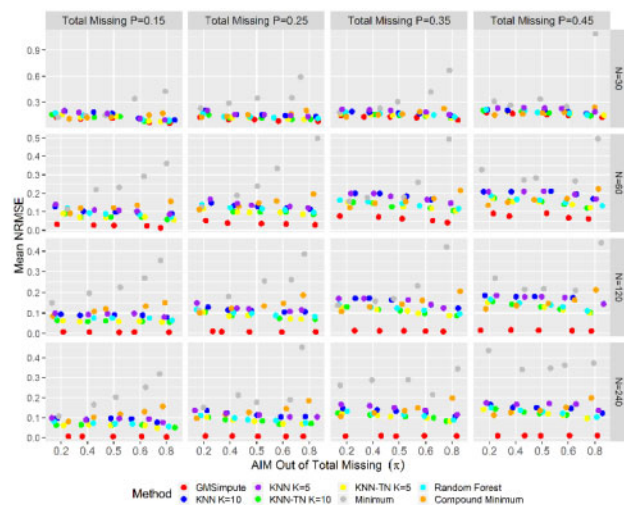 Total Missing P=0.15 Total Missing P=0.25 Total Missing P=0.35 Total Missing P=0.45
0.9
0.6
0.3
N=30
0.5
0.4
0.3
0.2
0.1
0.0
N=60
0.4
0.3
0.2
0.1
0.0
N=120
0.4
0.3
0.2
0.1
0.0
N=240
Mean NRMSE
0.2 0.4 0.5 0.6 0.8 0.2 0.4 0.5 0.6 0.8 0.2 0.4 0.5 0.6 0.8 0.2 0.4 0.5 0.6 0.8
AIM Out of Total Missing (π)
Method GMSimpute KNN K=5 KNN-TN K=5 Random Forest
KNN K=10 KNN-TN K=10 Minimum Compound Minimum